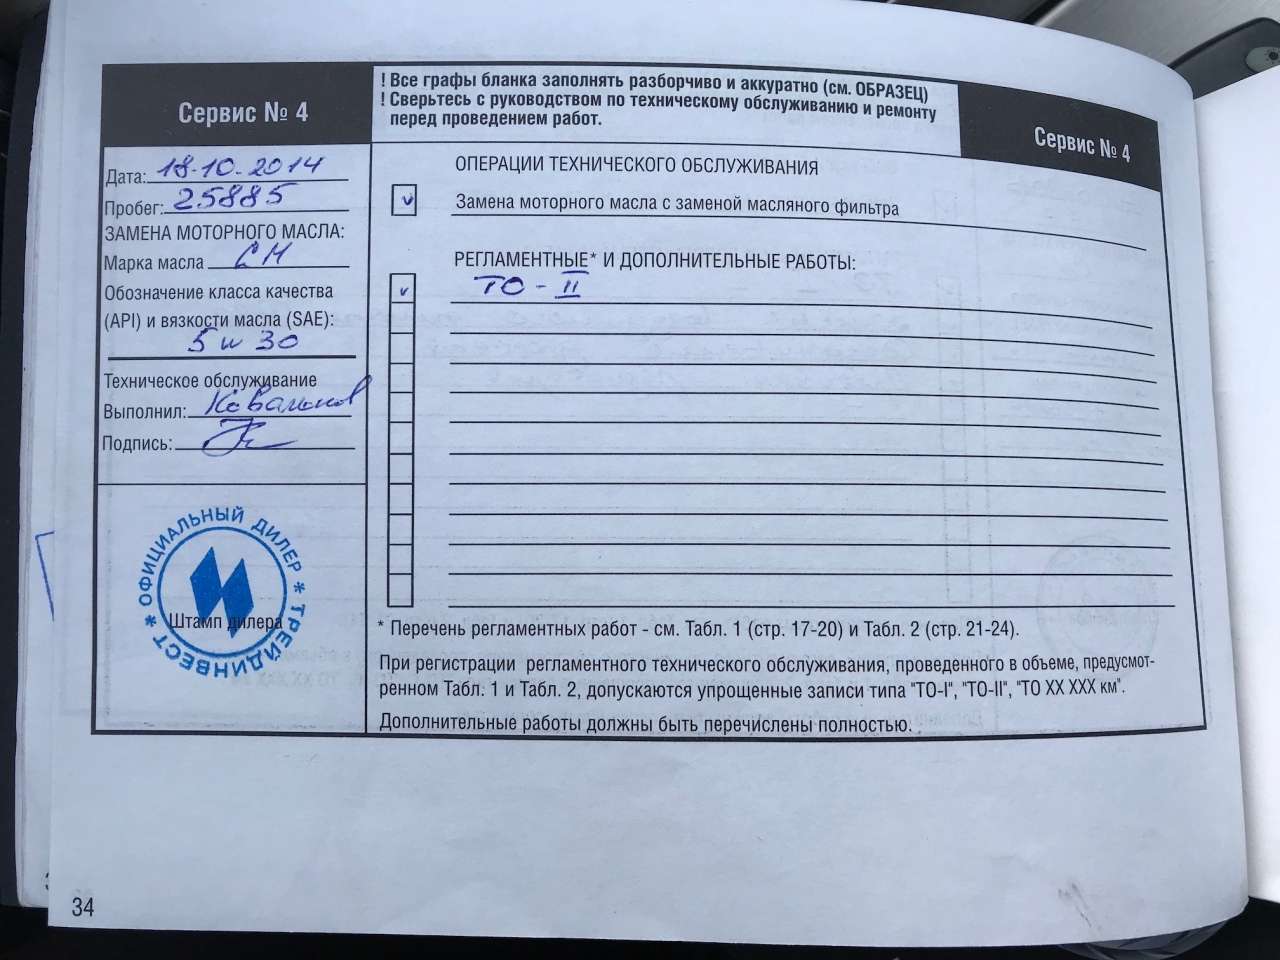 Сервис № 4
! Все графы бланка заполнять разборчиво и аккуратно (см. ОБРАЗЕЦ)
! Сверьтесь с руководством по техническому обслуживанию и ремонту
перед проведением работ.
Сервис № 4
Дата: 18.10.2014
Пробег: 25885
ЗАМЕНА МОТОРНОГО МАСЛА:
Марка масла
Обозначение класса качества
(API) и вязкости масла (SAE):
5 w 30
Техническое обслуживание
Выполнил:
Подпись:
ОФИЦИАЛЬНЫЙ ДИЛЕР * ТРЕЙДИНВЕСТ *
Штамп дилера
ОПЕРАЦИИ ТЕХНИЧЕСКОГО ОБСЛУЖИВАНИЯ
v Замена моторного масла с заменой масляного фильтра
РЕГЛАМЕНТНЫЕ* И ДОПОЛНИТЕЛЬНЫЕ РАБОТЫ:
v ТО - II
* Перечень регламентных работ - см. Табл. 1 (стр. 17-20) и Табл. 2 (стр. 21-24).
При регистрации регламентного технического обслуживания, проведенного в объеме, предусмот-
ренном Табл. 1 и Табл. 2, допускаются упрощенные записи типа "ТО-I", "ТО-II", "ТО XX XXX км".
Дополнительные работы должны быть перечислены полностью.
34